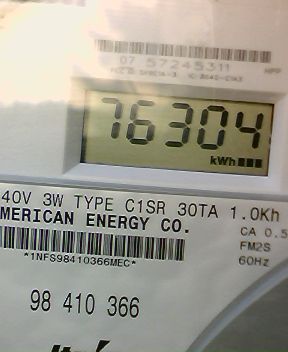 07 57245311
76304
kWh
40V 3W TYPE C1SR 30TA 1.0Kh
MERICAN ENERGY CO.
CA 0.5
FM2S
*1NFS98410366MEC*
60Hz
98 410 366